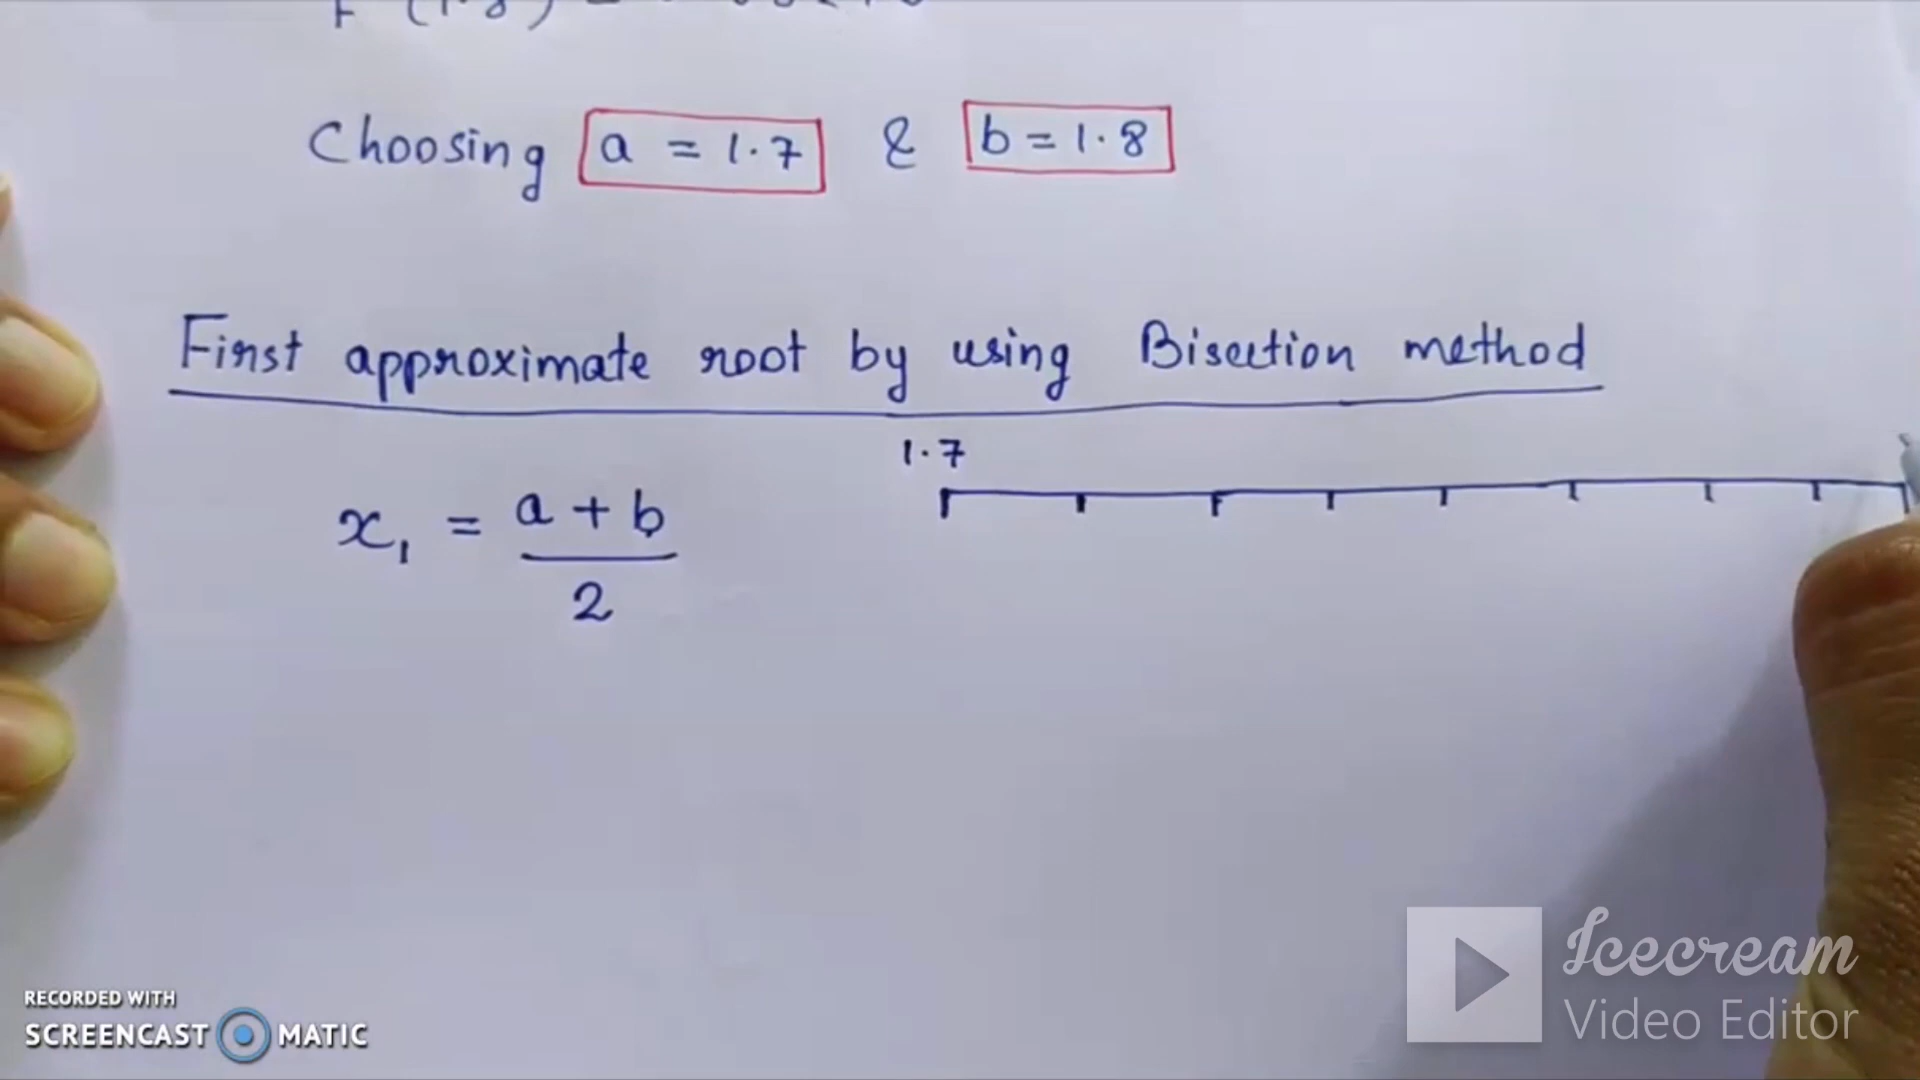 Choosing a = 1.7 & b = 1.8
First approximate root by using Bisection method
1.7
x₁ = a + b
2
RECORDED WITH
SCREENCAST MATIC
Icecream
Video Editor